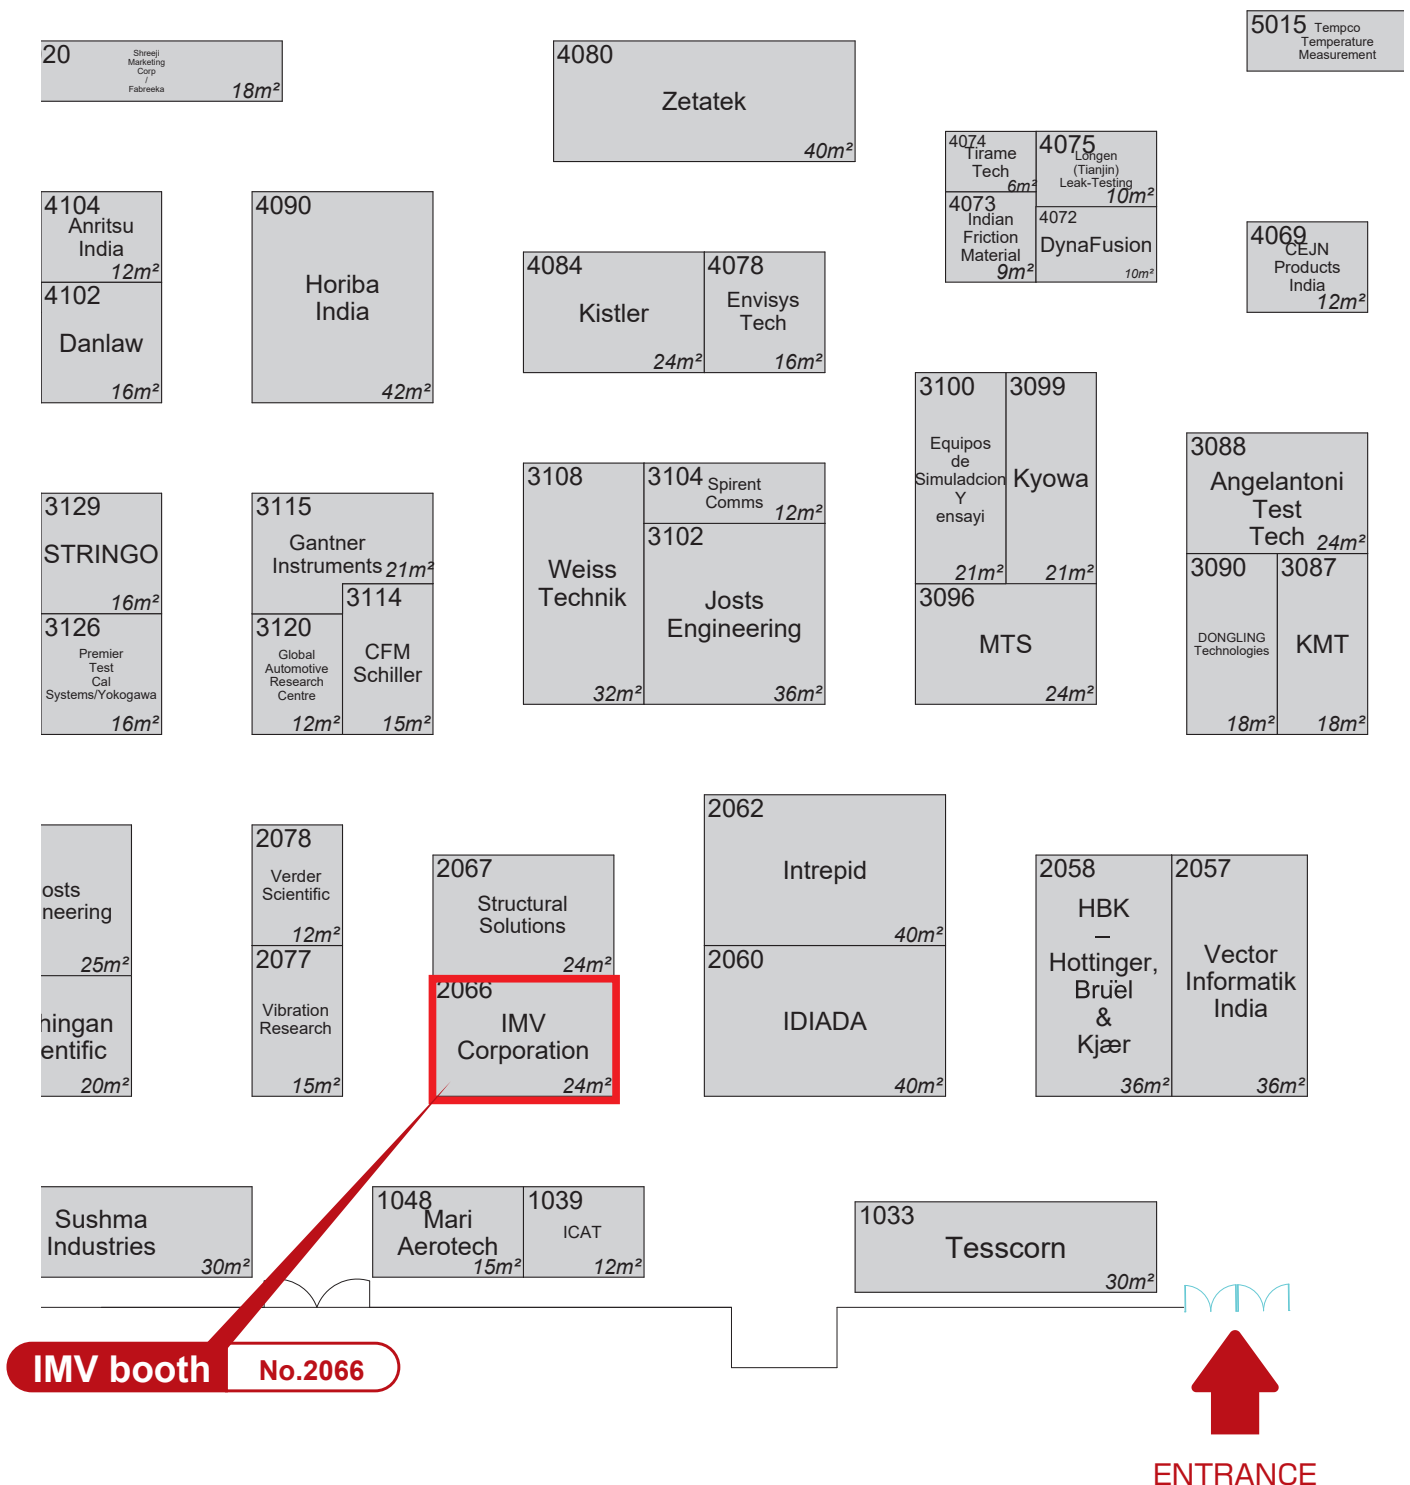 20
Shreeji
Marketing
Corp
/
Fabreeka
18m²
4080
Zetatek
40m²
5015
Tempco
Temperature
Measurement
4074
Tirame
Tech
6m²
4075
Longen
(Tianjin)
Leak-Testing
10m²
4073
Indian
Friction
Material
9m²
4072
DynaFusion
10m²
4104
Anritsu
India
12m²
4102
Danlaw
16m²
4090
Horiba
India
42m²
4084
Kistler
24m²
4078
Envisys
Tech
16m²
4069
CEJN
Products
India
12m²
3100
Equipos
de
Simuladcion
Y
ensayi
21m²
3099
Kyowa
21m²
3096
MTS
24m²
3088
Angelantoni
Test
Tech
24m²
3090
DONGLING
Technologies
18m²
3087
KMT
18m²
3129
STRINGO
16m²
3126
Premier
Test
Cal
Systems/Yokogawa
16m²
3115
Gantner
Instruments
21m²
3114
CFM
Schiller
15m²
3120
Global
Automotive
Research
Centre
12m²
3108
Weiss
Technik
32m²
3104
Spirent
Comms
12m²
3102
Josts
Engineering
36m²
osts
neering
25m²
hingan
entific
20m²
2078
Verder
Scientific
12m²
2077
Vibration
Research
15m²
2067
Structural
Solutions
24m²
2066
IMV
Corporation
24m²
2062
Intrepid
40m²
2060
IDIADA
40m²
2058
HBK
–
Hottinger,
Brüel
&
Kjær
36m²
2057
Vector
Informatik
India
36m²
Sushma
Industries
30m²
1048
Mari
Aerotech
15m²
1039
ICAT
12m²
1033
Tesscorn
30m²
IMV booth
No.2066
ENTRANCE